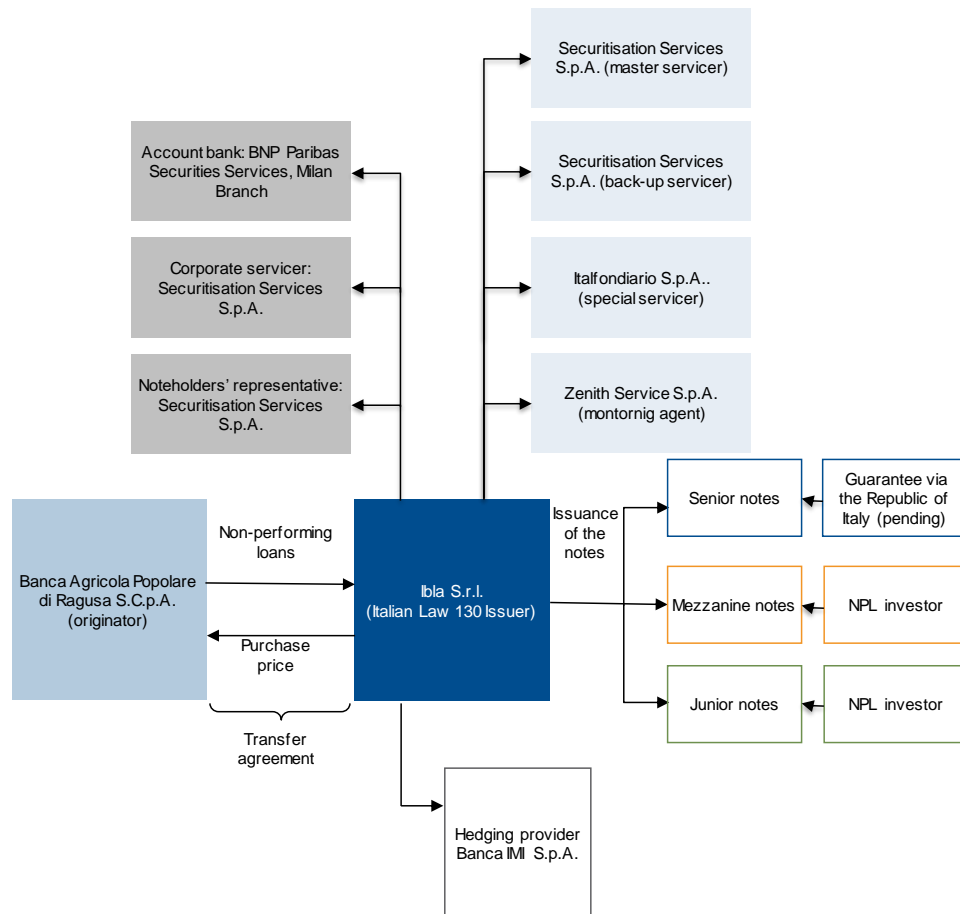 Securitisation Services
S.p.A. (master servicer)
Account bank: BNP Paribas
Securities Services, Milan
Branch
Securitisation Services
S.p.A. (back-up servicer)
Corporate servicer:
Securitisation Services
S.p.A.
Italfondiario S.p.A..
(special servicer)
Noteholders' representative:
Securitisation Services
S.p.A.
Zenith Service S.p.A.
(montornig agent)
Banca Agricola Popolare
di Ragusa S.C.p.A.
(originator)
Non-performing
loans
Purchase
price
Transfer
agreement
Ibla S.r.l.
(Italian Law 130 Issuer)
Issuance
of the
notes
Senior notes
Guarantee via
the Republic of
Italy (pending)
Mezzanine notes
NPL investor
Junior notes
NPL investor
Hedging provider
Banca IMI S.p.A.